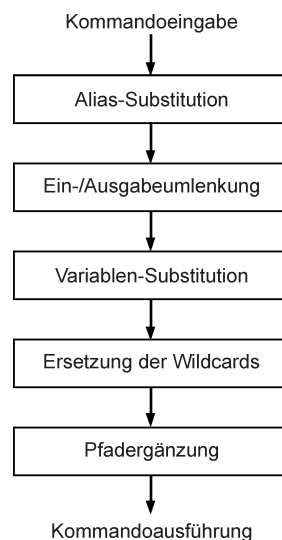 Kommandoeingabe
Alias-Substitution
Ein-/Ausgabeumlenkung
Variablen-Substitution
Ersetzung der Wildcards
Pfadergänzung
Kommandoausführung